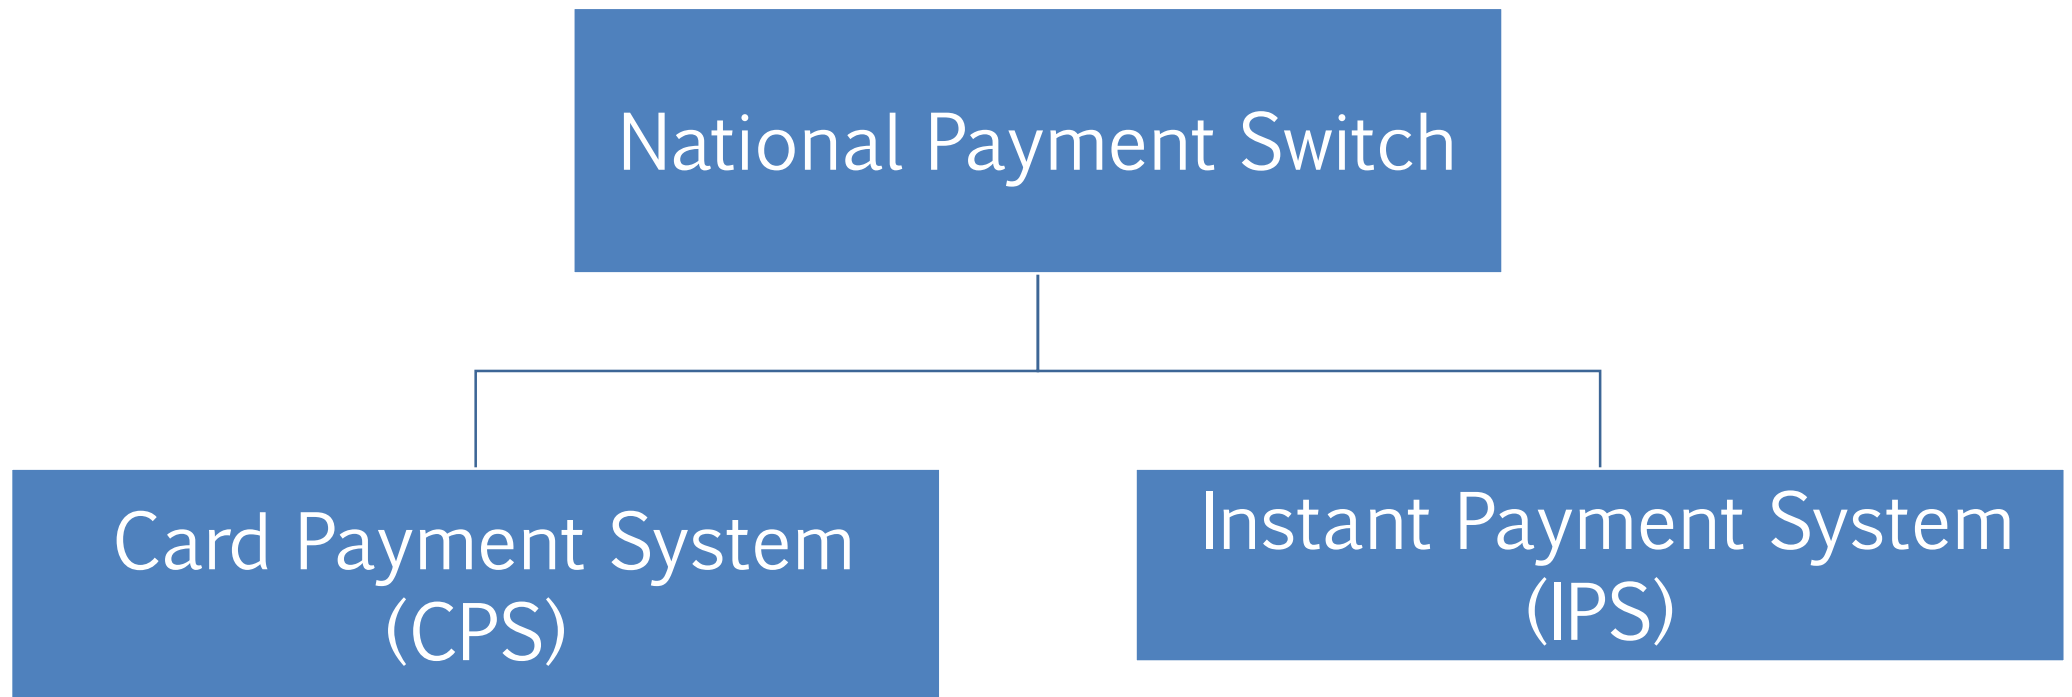 National Payment Switch
Card Payment System
(CPS)
Instant Payment System
(IPS)